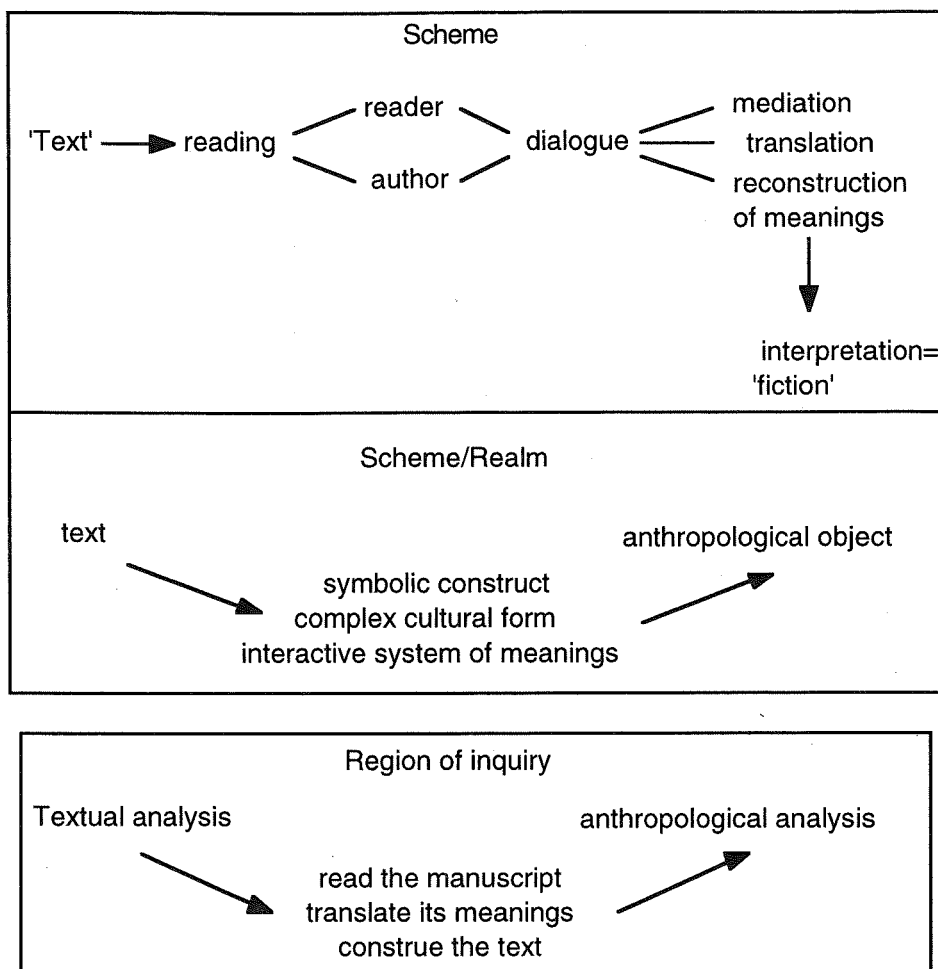 Scheme
'Text'
reading
reader
author
dialogue
mediation
translation
reconstruction
of meanings
interpretation=
'fiction'
Scheme/Realm
text
symbolic construct
complex cultural form
interactive system of meanings
anthropological object
Region of inquiry
Textual analysis
read the manuscript
translate its meanings
construe the text
anthropological analysis